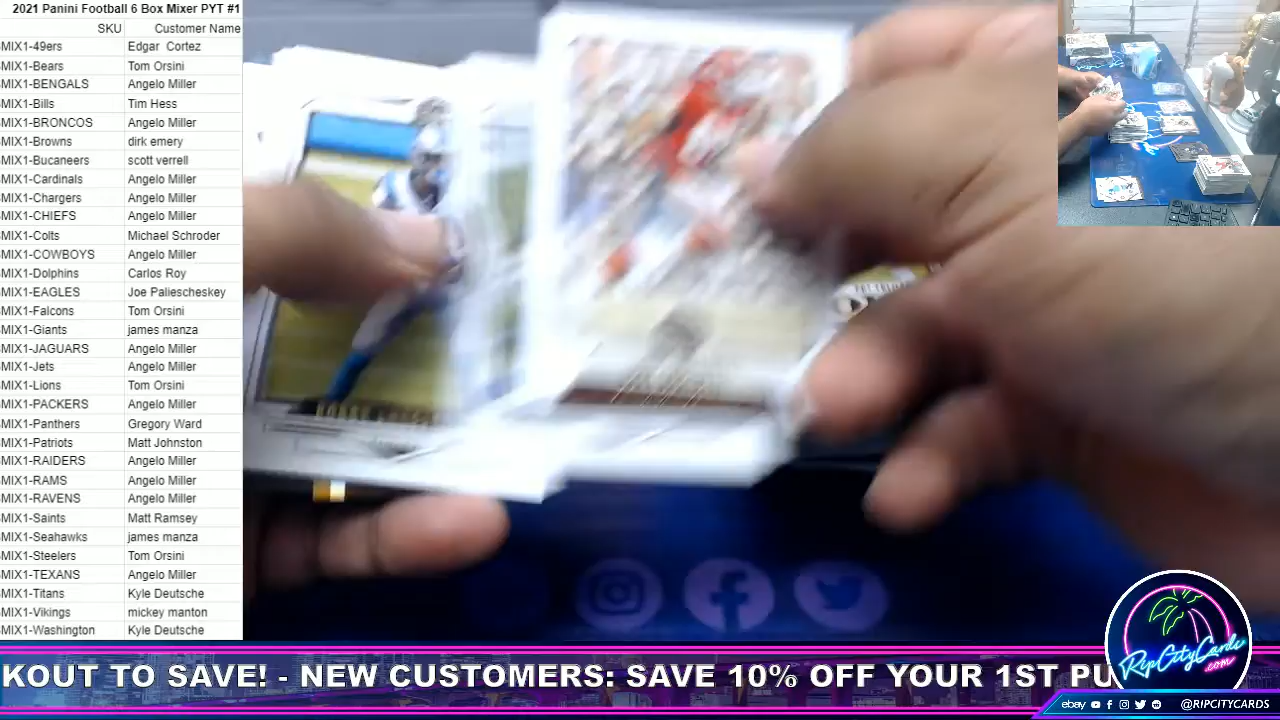 2021 Panini Football 6 Box Mixer PYT #1
SKU Customer Name
MIX1-49ers Edgar Cortez
MIX1-Bears Tom Orsini
MIX1-BENGALS Angelo Miller
MIX1-Bills Tim Hess
MIX1-BRONCOS Angelo Miller
MIX1-Browns dirk emery
MIX1-Bucaneers scott verrell
MIX1-Cardinals Angelo Miller
MIX1-Chargers Angelo Miller
MIX1-CHIEFS Angelo Miller
MIX1-Colts Michael Schroder
MIX1-COWBOYS Angelo Miller
MIX1-Dolphins Carlos Roy
MIX1-EAGLES Joe Paliescheskey
MIX1-Falcons Tom Orsini
MIX1-Giants james manza
MIX1-JAGUARS Angelo Miller
MIX1-Jets Angelo Miller
MIX1-Lions Tom Orsini
MIX1-PACKERS Angelo Miller
MIX1-Panthers Gregory Ward
MIX1-Patriots Matt Johnston
MIX1-RAIDERS Angelo Miller
MIX1-RAMS Angelo Miller
MIX1-RAVENS Angelo Miller
MIX1-Saints Matt Ramsey
MIX1-Seahawks james manza
MIX1-Steelers Tom Orsini
MIX1-TEXANS Angelo Miller
MIX1-Titans Kyle Deutsche
MIX1-Vikings mickey manton
MIX1-Washington Kyle Deutsche
KOUT TO SAVE! - NEW CUSTOMERS: SAVE 10% OFF YOUR 1ST PU
RipCityCards
.com
ebay @RIPCITYCARDS